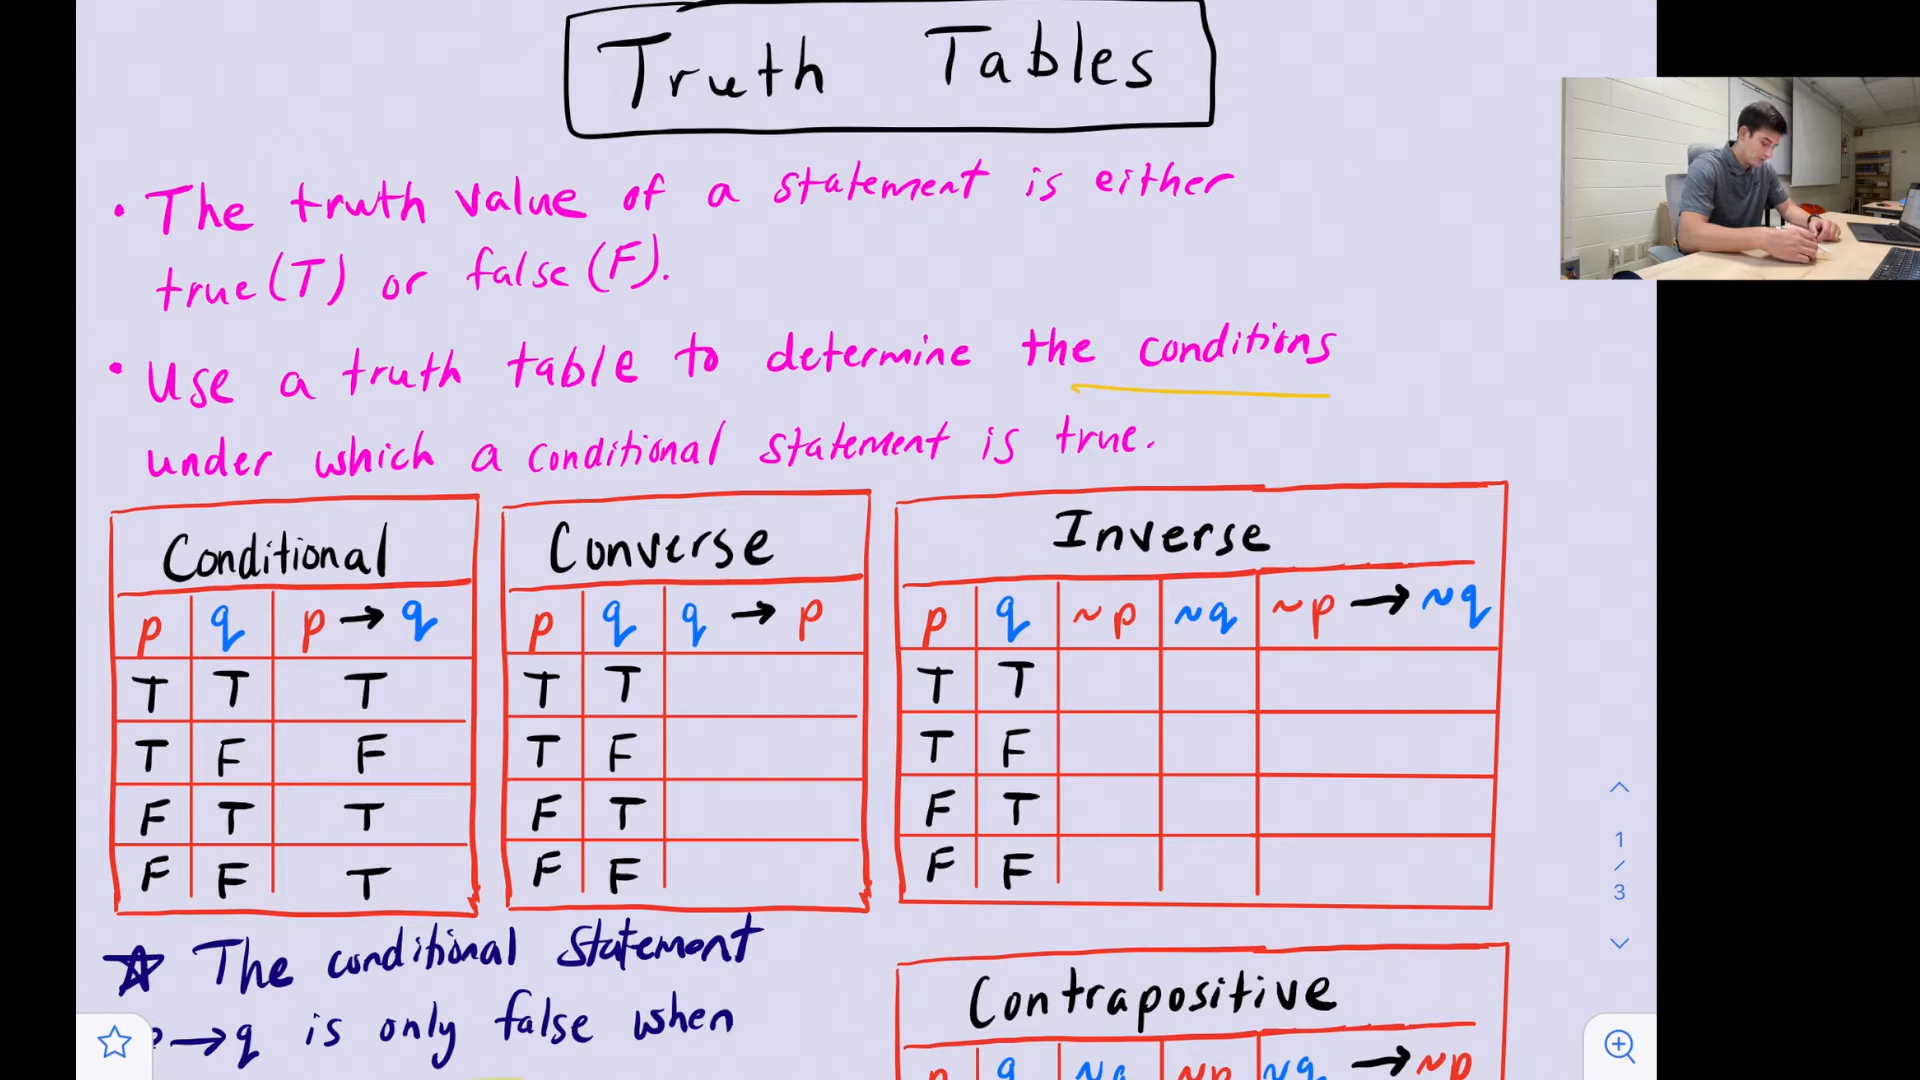 Truth Tables
• The truth value of a statement is either
true (T) or false (F).
• Use a truth table to determine the conditions
under which a conditional statement is true.
Conditional
p q p → q
T T T
T F F
F T T
F F T
Converse
p q q → p
T T
T F
F T
F F
Inverse
p q ~p ~q ~p → ~q
T T
T F
F T
F F
☆ The conditional statement
→ q is only false when
Contrapositive
p q ~q ~p ~q → ~p
1
/
3